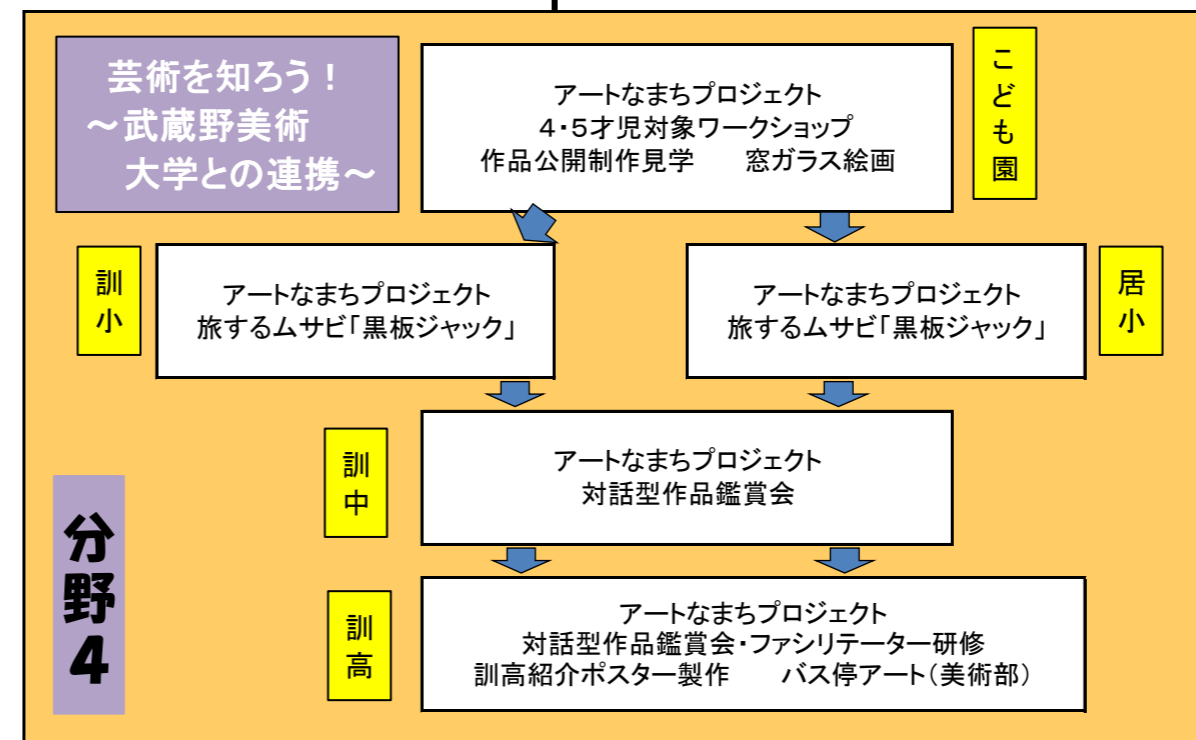 芸術を知ろう！
～武蔵野美術
大学との連携～
アートなまちプロジェクト
４・５才児対象ワークショップ
作品公開制作見学　　窓ガラス絵画
こども園
訓小
アートなまちプロジェクト
旅するムサビ「黒板ジャック」
アートなまちプロジェクト
旅するムサビ「黒板ジャック」
居小
訓中
アートなまちプロジェクト
対話型作品鑑賞会
分野４
訓高
アートなまちプロジェクト
対話型作品鑑賞会・ファシリテーター研修
訓高紹介ポスター製作　　バス停アート（美術部）